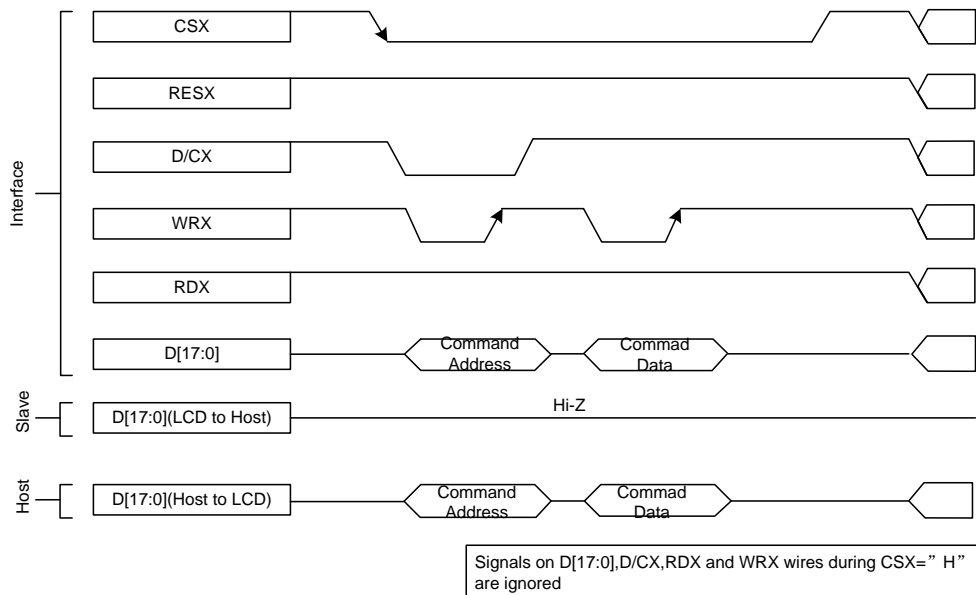 CSX
RESX
D/CX
WRX
RDX
D[17:0]
Command
Address
Commad
Data
Interface
D[17:0](LCD to Host)
Hi-Z
Slave
D[17:0](Host to LCD)
Command
Address
Commad
Data
Host
Signals on D[17:0],D/CX,RDX and WRX wires during CSX=” H”
are ignored